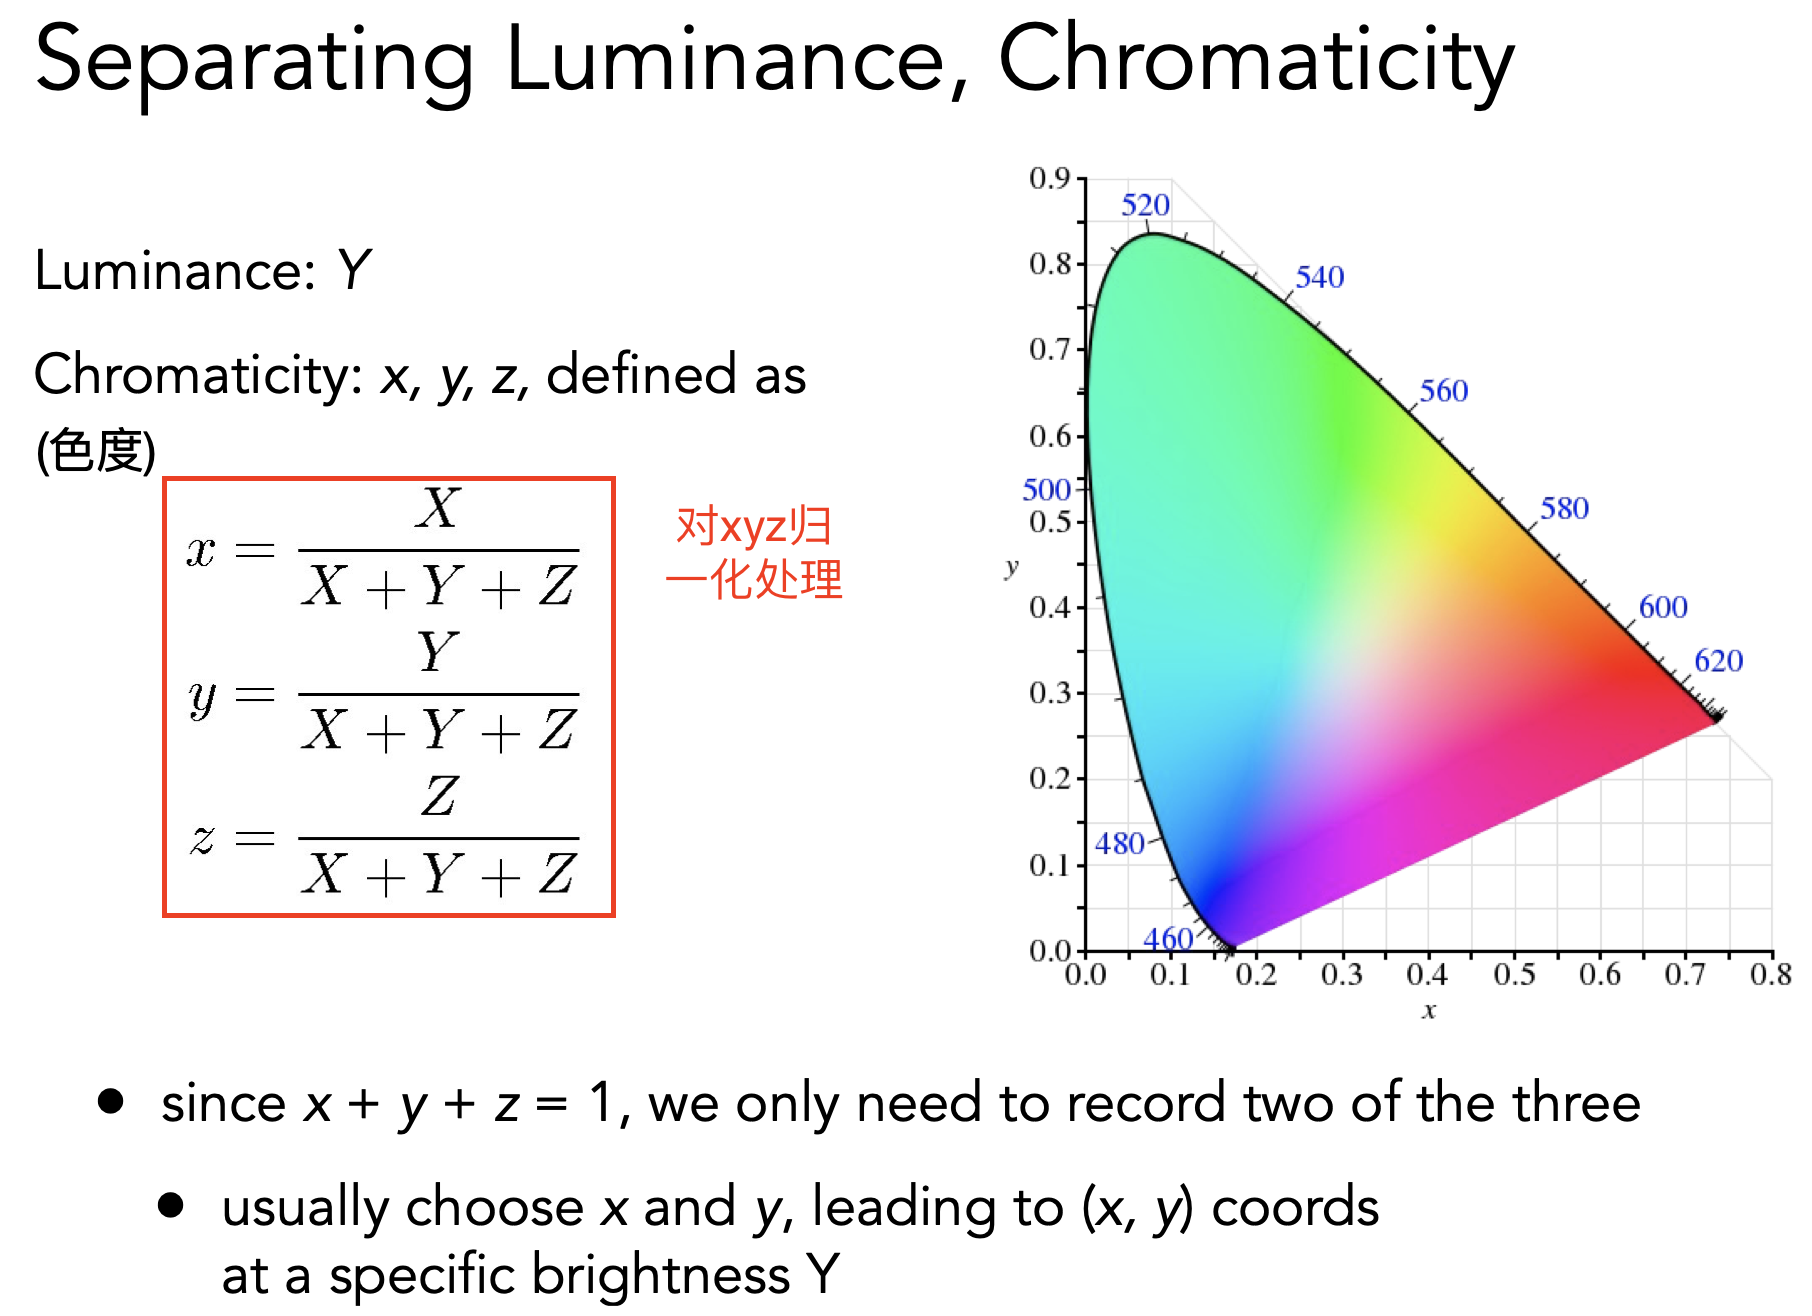 Separating Luminance, Chromaticity
Luminance: Y
Chromaticity: x, y, z, defined as
(色度)
x = X / (X + Y + Z)
y = Y / (X + Y + Z)
z = Z / (X + Y + Z)
对xyz归
一化处理
0.9
520
0.8
540
0.7
560
0.6
500
580
0.5
y
0.4
600
620
0.3
0.2
480
0.1
460
0.0
0.0 0.1 0.2 0.3 0.4 0.5 0.6 0.7 0.8
x
● since x + y + z = 1, we only need to record two of the three
● usually choose x and y, leading to (x, y) coords
at a specific brightness Y